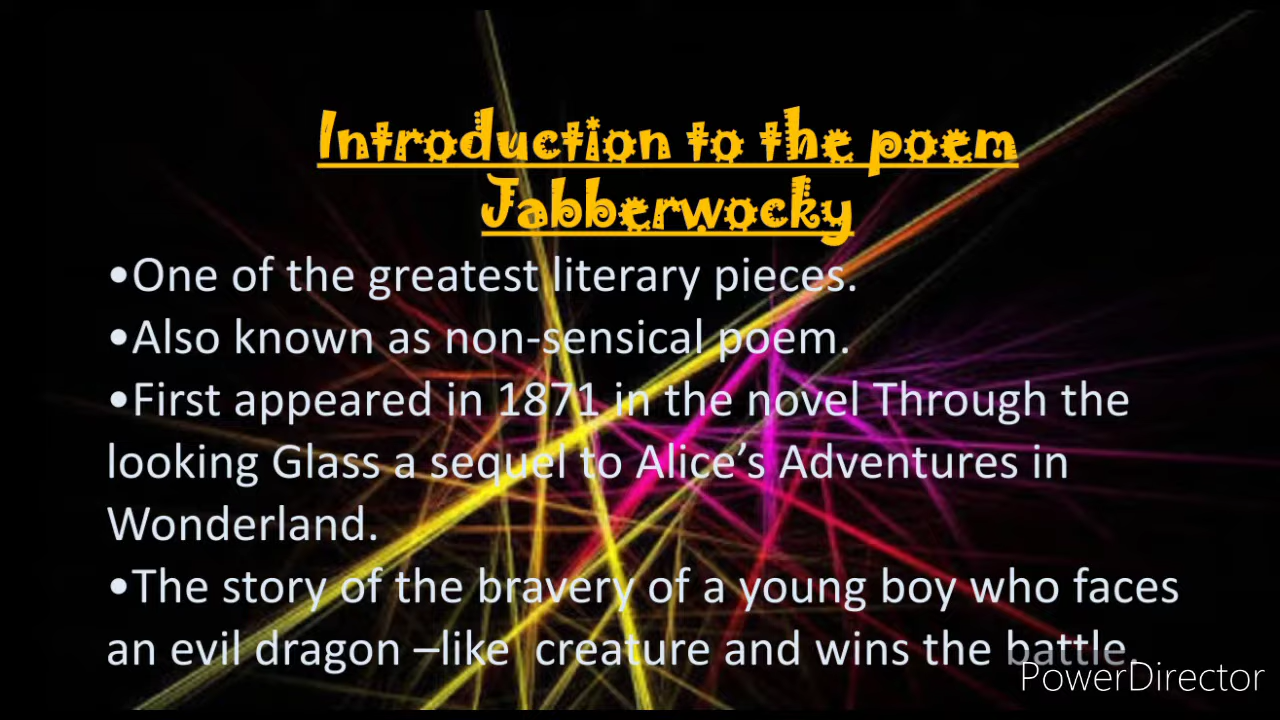 Introduction to the poem
Jabberwocky
•One of the greatest literary pieces.
•Also known as non-sensical poem.
•First appeared in 1871 in the novel Through the
looking Glass a sequel to Alice’s Adventures in
Wonderland.
•The story of the bravery of a young boy who faces
an evil dragon –like  creature and wins the battle.
PowerDirector